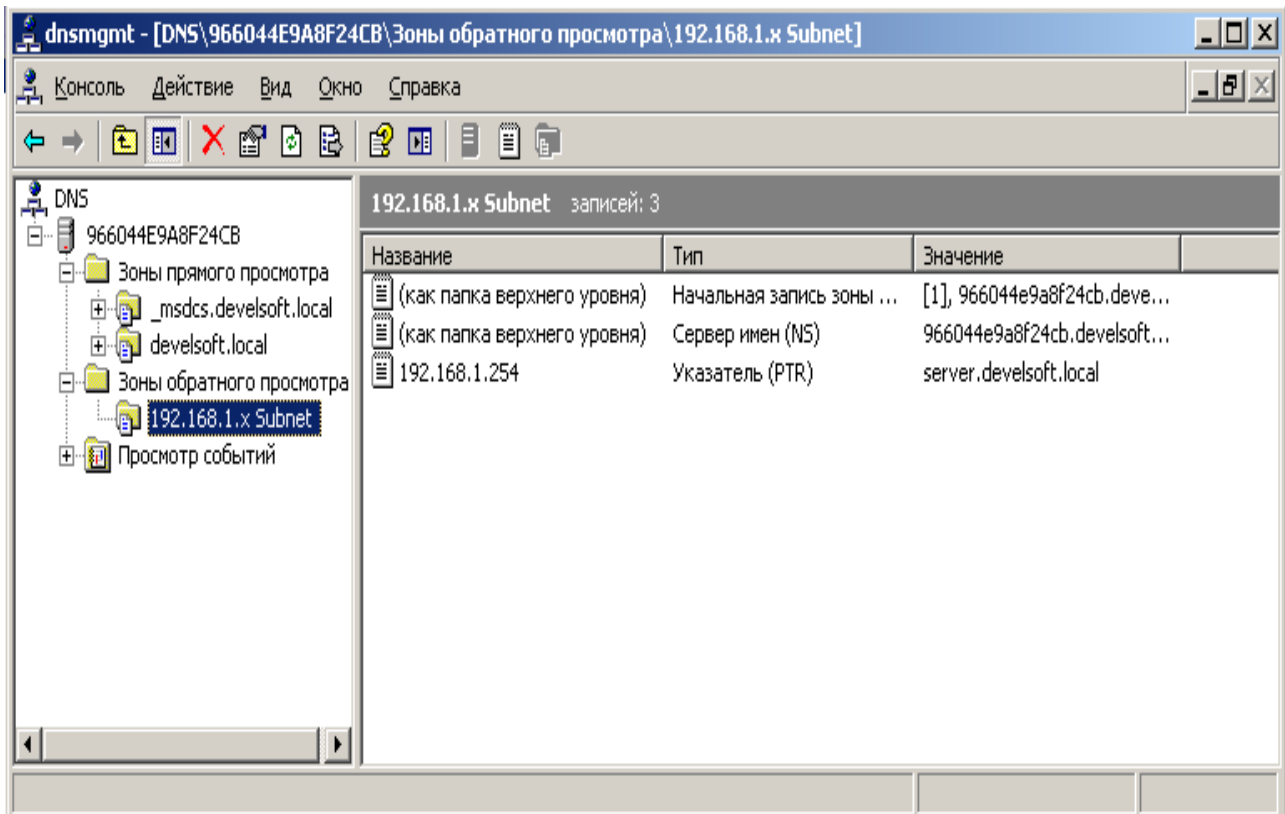 dnsmgmt - [DNS\966044E9A8F24CB\Зоны обратного просмотра\192.168.1.x Subnet]
Консоль Действие Вид Окно Справка
DNS
966044E9A8F24CB
Зоны прямого просмотра
_msdcs.develsoft.local
develsoft.local
Зоны обратного просмотра
192.168.1.x Subnet
Просмотр событий
192.168.1.x Subnet записей: 3
Название Тип Значение
(как папка верхнего уровня) Начальная запись зоны ... [1], 966044e9a8f24cb.deve...
(как папка верхнего уровня) Сервер имен (NS) 966044e9a8f24cb.develsoft...
192.168.1.254 Указатель (PTR) server.develsoft.local